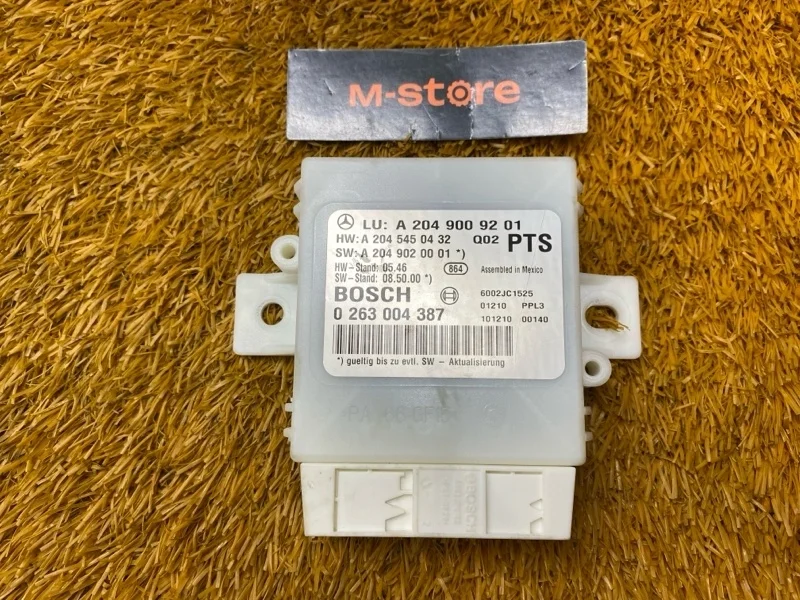 M-store
LU: A 204 900 92 01
HW: A 204 545 04 32 Q02 PTS
SW: A 204 902 00 01 *)
HW-Stand: 05.46 864 Assembled in Mexico
SW-Stand: 08.50.00 *)
BOSCH 6002JC1525
0 263 004 387 01210 PPL3
101210 00140
*) gueltig bis zu evtl. SW - Aktualisierung